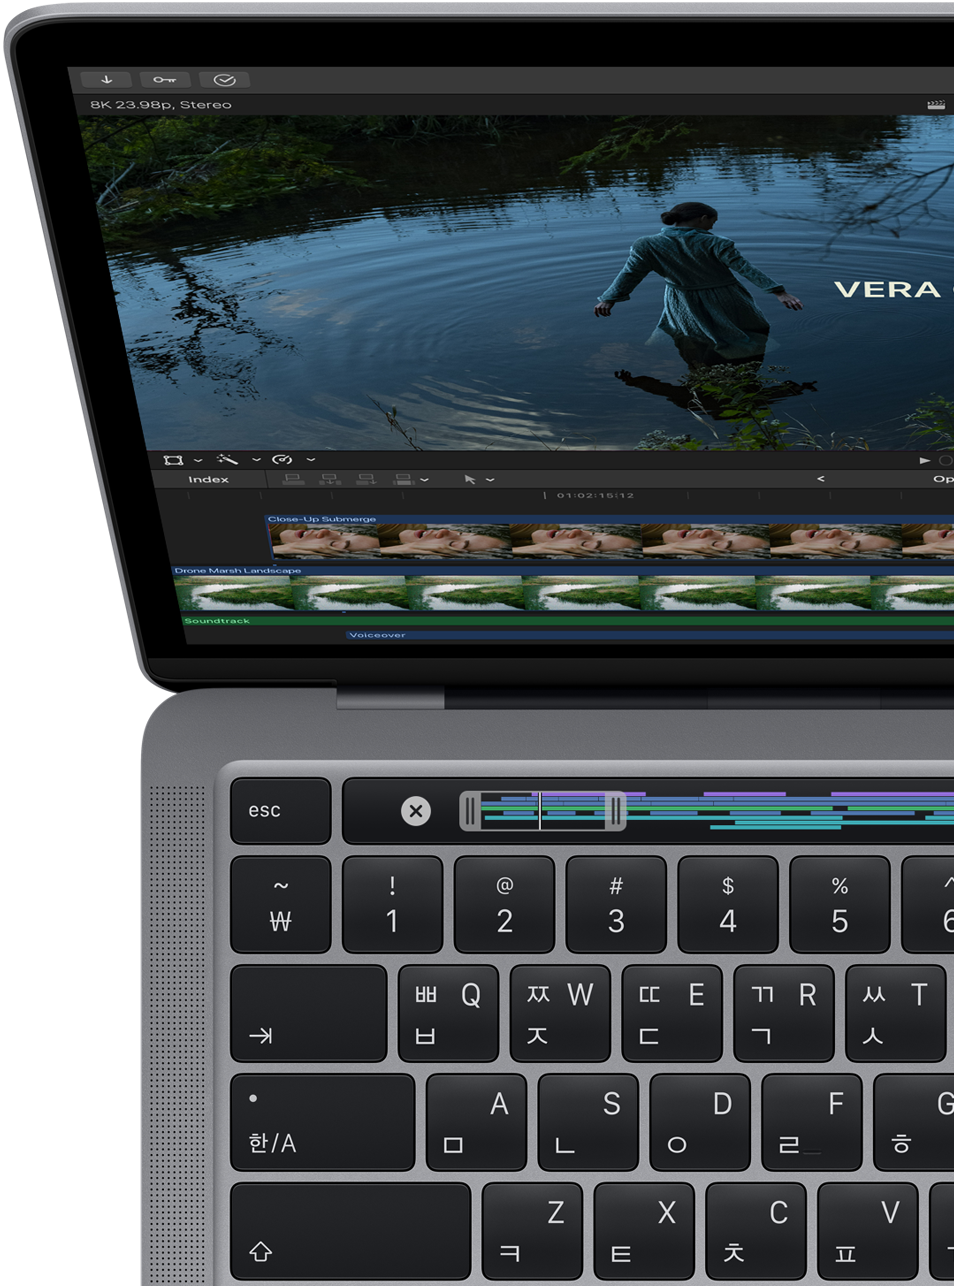 8K 23.98p, Stereo
VERA
Index
01:02:15:12
Close-Up Submerge
Drone Marsh Landscape
Soundtrack
Voiceover
esc
~ ! @ # $ % ^
₩ 1 2 3 4 5 6
ㅃ Q ㅉ W ㄸ E ㄲ R ㅆ T
ㅂ ㅈ ㄷ ㄱ ㅅ
A S D F G
한/A ㅁ ㄴ ㅇ ㄹ ㅎ
Z X C V
ㅋ ㅌ ㅊ ㅍ